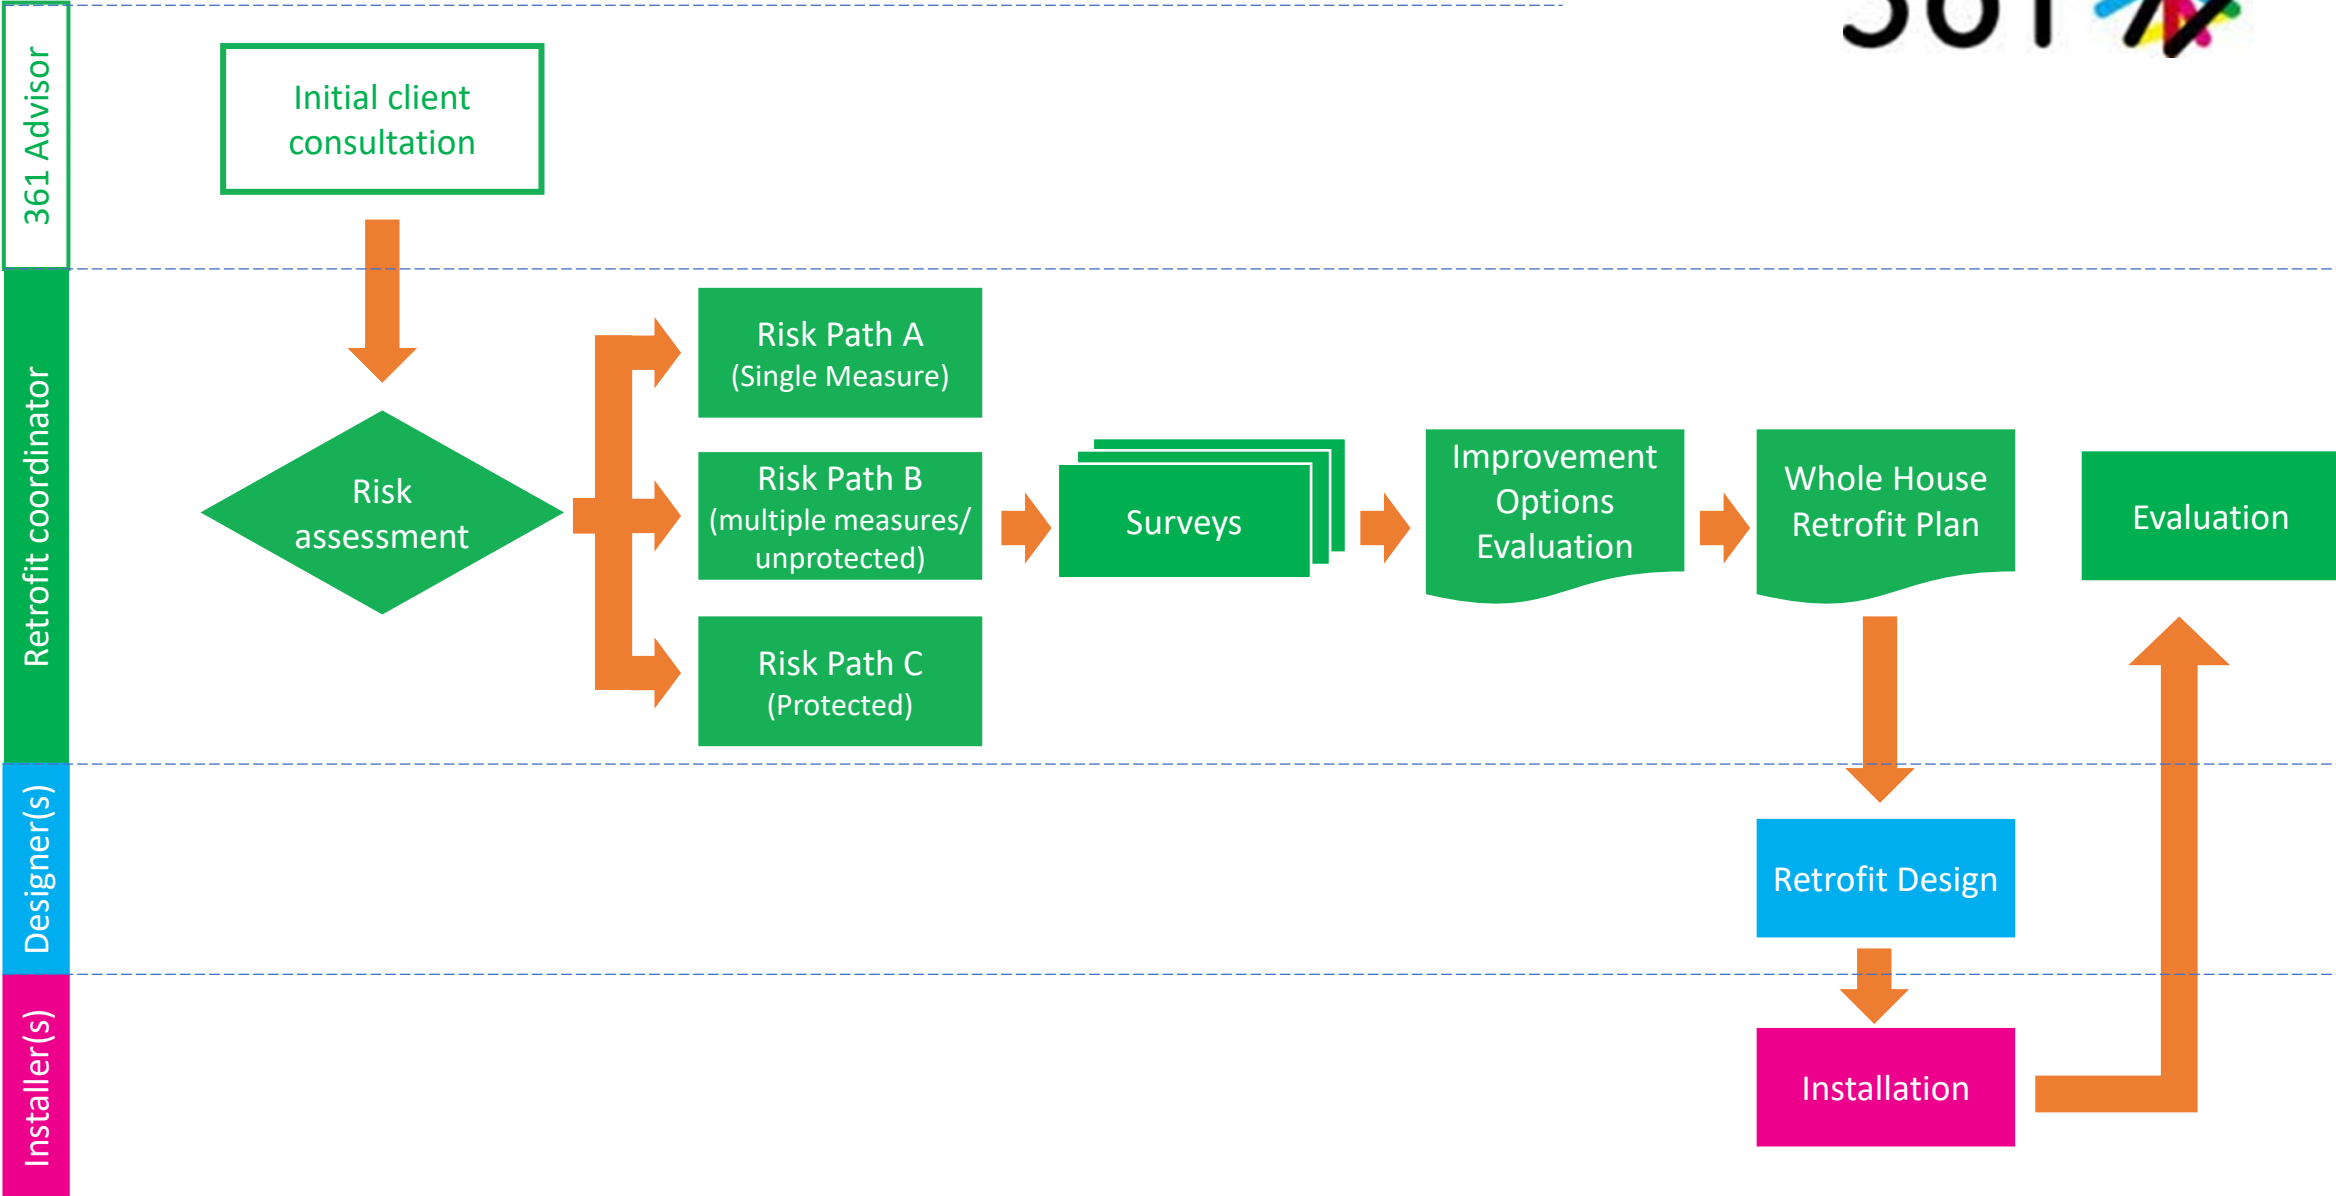 361
361 Advisor
Initial client
consultation
Retrofit coordinator
Risk
assessment
Risk Path A
(Single Measure)
Risk Path B
(multiple measures/
unprotected)
Risk Path C
(Protected)
Surveys
Improvement
Options
Evaluation
Whole House
Retrofit Plan
Evaluation
Designer(s)
Retrofit Design
Installer(s)
Installation